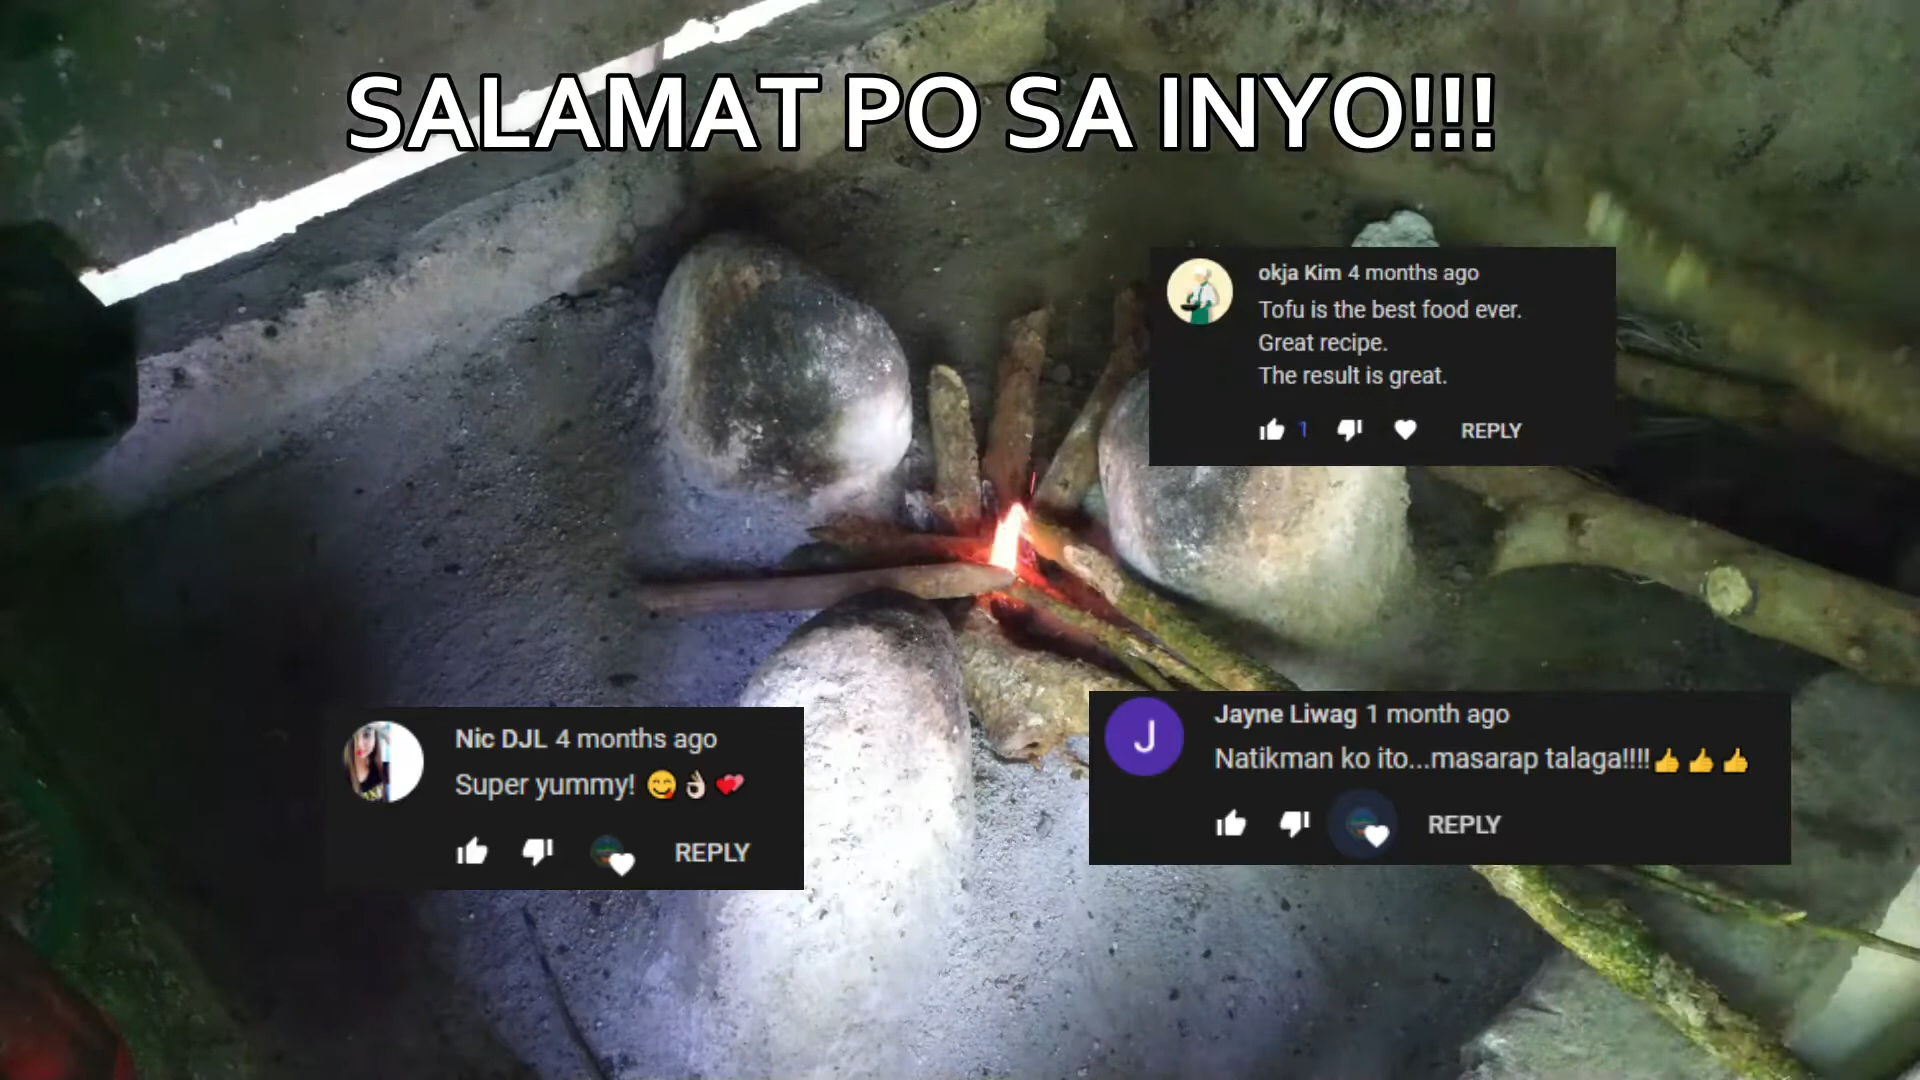 SALAMAT PO SA INYO!!!
okja Kim 4 months ago
Tofu is the best food ever.
Great recipe.
The result is great.
1 REPLY
Nic DJL 4 months ago
Super yummy! 😋👌🏻💕
REPLY
J
Jayne Liwag 1 month ago
Natikman ko ito...masarap talaga!!!!👍👍👍
REPLY